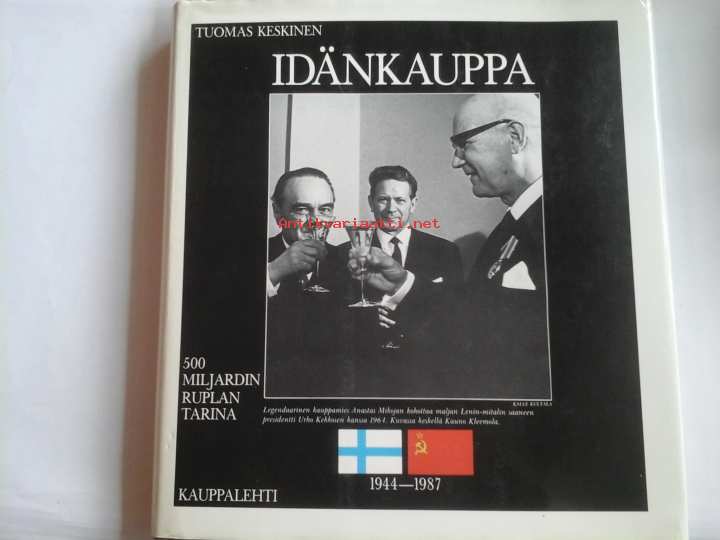 TUOMAS KESKINEN
IDÄNKAUPPA
Antikvariaatti.net
KALLE KULTALA
500
MILJARDIN
RUPLAN
TARINA
Legendaarinen kauppamies Anastas Mikojan kohottaa maljan Lenin-mitalin saaneen
presidentti Urho Kekkosen kanssa 1964. Kuvassa keskellä Kauno Kleemola.
1944—1987
KAUPPALEHTI